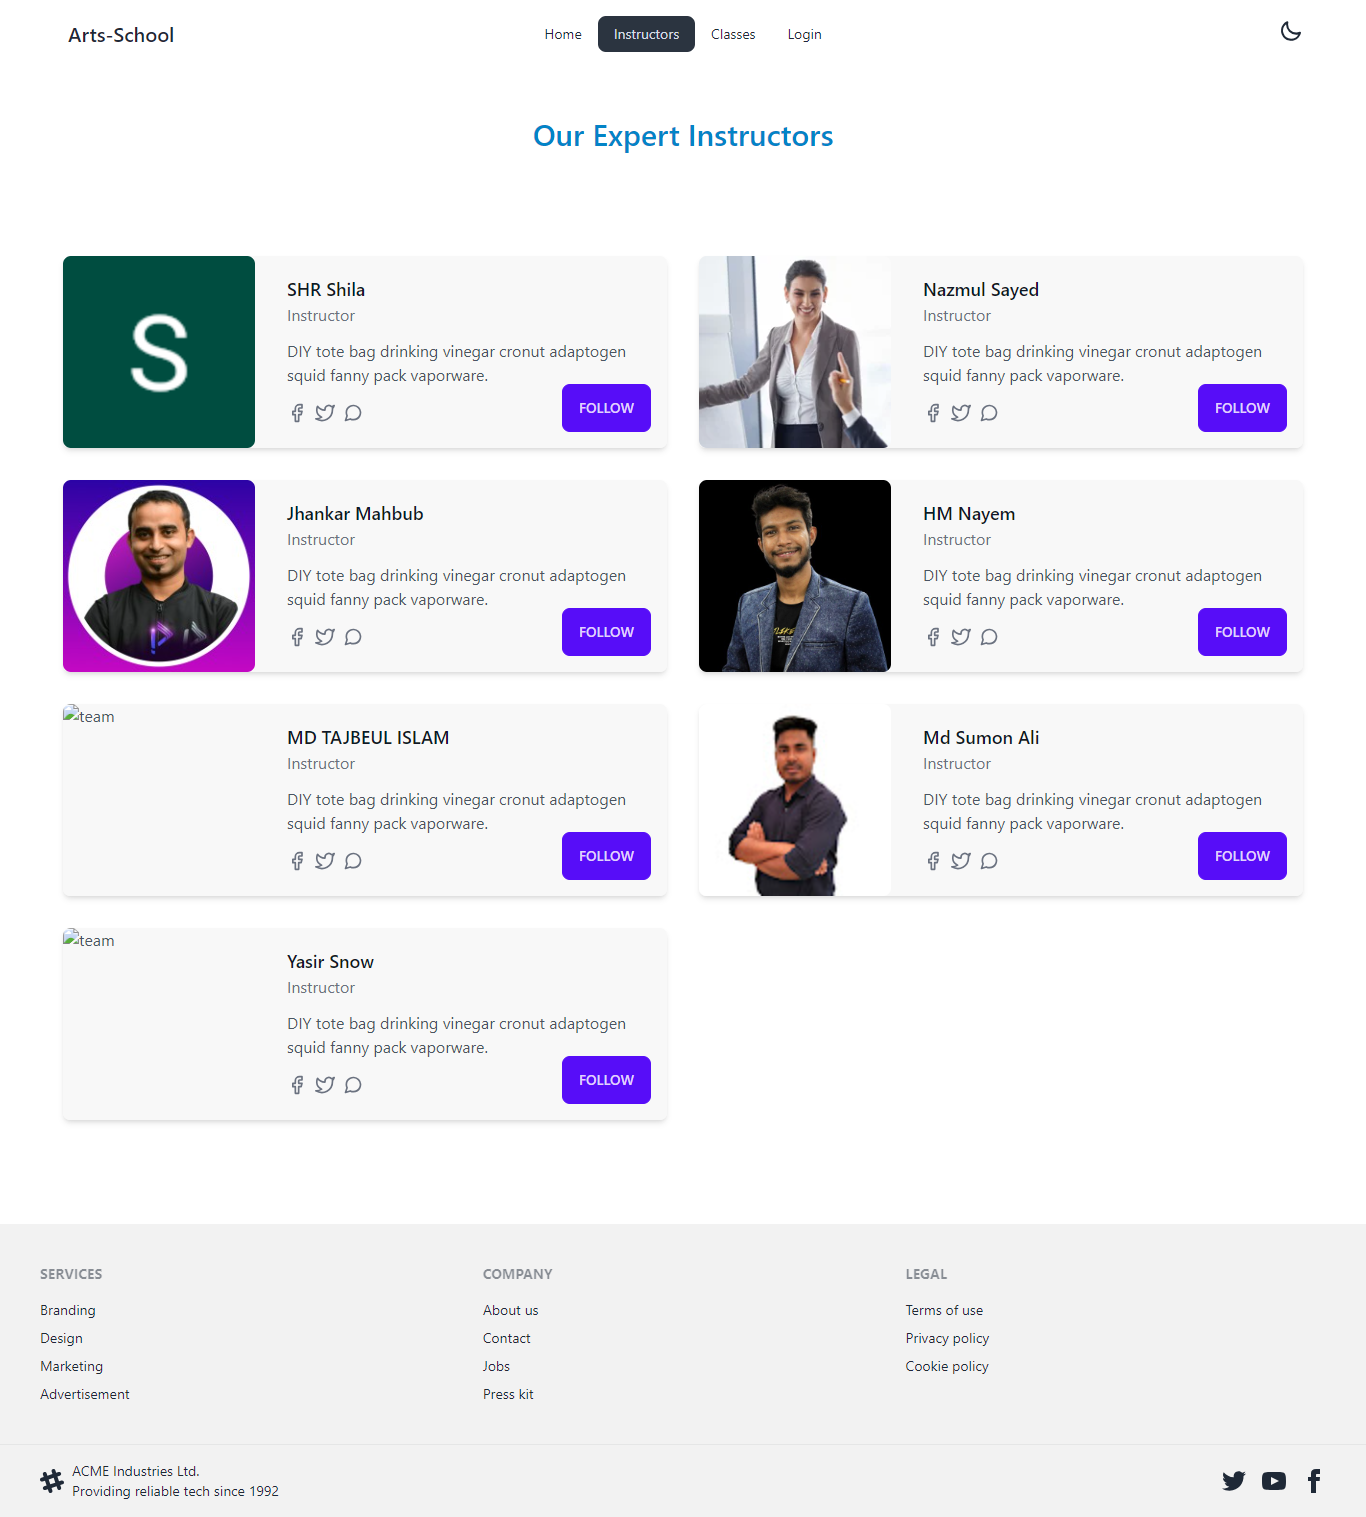 Arts-School
Home
Instructors
Classes
Login
Our Expert Instructors
S
SHR Shila
Instructor
DIY tote bag drinking vinegar cronut adaptogen
squid fanny pack vaporware.
FOLLOW
Nazmul Sayed
Instructor
DIY tote bag drinking vinegar cronut adaptogen
squid fanny pack vaporware.
FOLLOW
Jhankar Mahbub
Instructor
DIY tote bag drinking vinegar cronut adaptogen
squid fanny pack vaporware.
FOLLOW
HM Nayem
Instructor
DIY tote bag drinking vinegar cronut adaptogen
squid fanny pack vaporware.
FOLLOW
team
MD TAJBEUL ISLAM
Instructor
DIY tote bag drinking vinegar cronut adaptogen
squid fanny pack vaporware.
FOLLOW
Md Sumon Ali
Instructor
DIY tote bag drinking vinegar cronut adaptogen
squid fanny pack vaporware.
FOLLOW
team
Yasir Snow
Instructor
DIY tote bag drinking vinegar cronut adaptogen
squid fanny pack vaporware.
FOLLOW
SERVICES
Branding
Design
Marketing
Advertisement
COMPANY
About us
Contact
Jobs
Press kit
LEGAL
Terms of use
Privacy policy
Cookie policy
ACME Industries Ltd.
Providing reliable tech since 1992